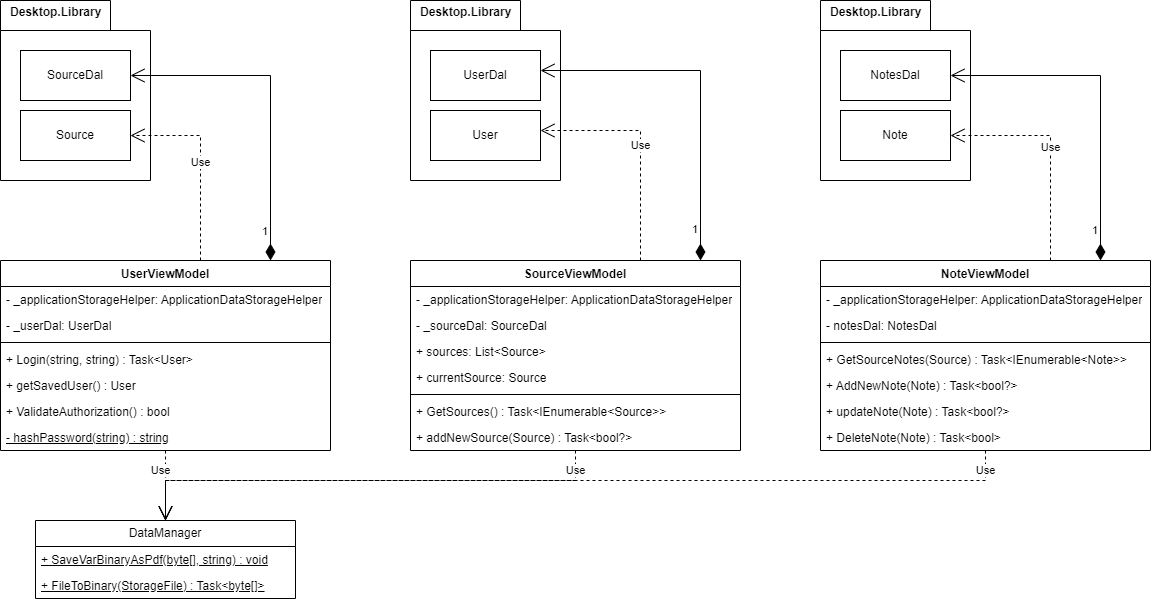 Desktop.Library
SourceDal
Source
Use
1
Desktop.Library
UserDal
User
Use
1
Desktop.Library
NotesDal
Note
Use
1
UserViewModel
- _applicationStorageHelper: ApplicationDataStorageHelper
- _userDal: UserDal
+ Login(string, string) : Task<User>
+ getSavedUser() : User
+ ValidateAuthorization() : bool
- hashPassword(string) : string
Use
SourceViewModel
- _applicationStorageHelper: ApplicationDataStorageHelper
- _sourceDal: SourceDal
+ sources: List<Source>
+ currentSource: Source
+ GetSources() : Task<IEnumerable<Source>>
+ addNewSource(Source) : Task<bool?>
Use
NoteViewModel
- _applicationStorageHelper: ApplicationDataStorageHelper
- notesDal: NotesDal
+ GetSourceNotes(Source) : Task<IEnumerable<Note>>
+ AddNewNote(Note) : Task<bool?>
+ updateNote(Note) : Task<bool?>
+ DeleteNote(Note) : Task<bool>
Use
DataManager
+ SaveVarBinaryAsPdf(byte[], string) : void
+ FileToBinary(StorageFile) : Task<byte[]>